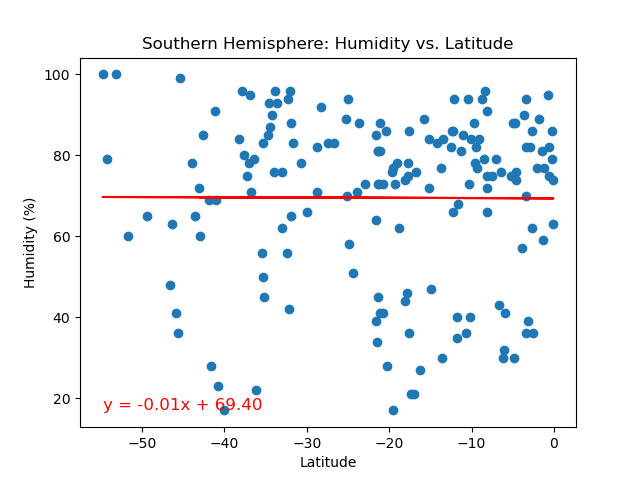 Southern Hemisphere: Humidity vs. Latitude
100
80
60
40
20
Humidity (%)
y = -0.01x + 69.40
−50
−40
−30
−20
−10
0
Latitude